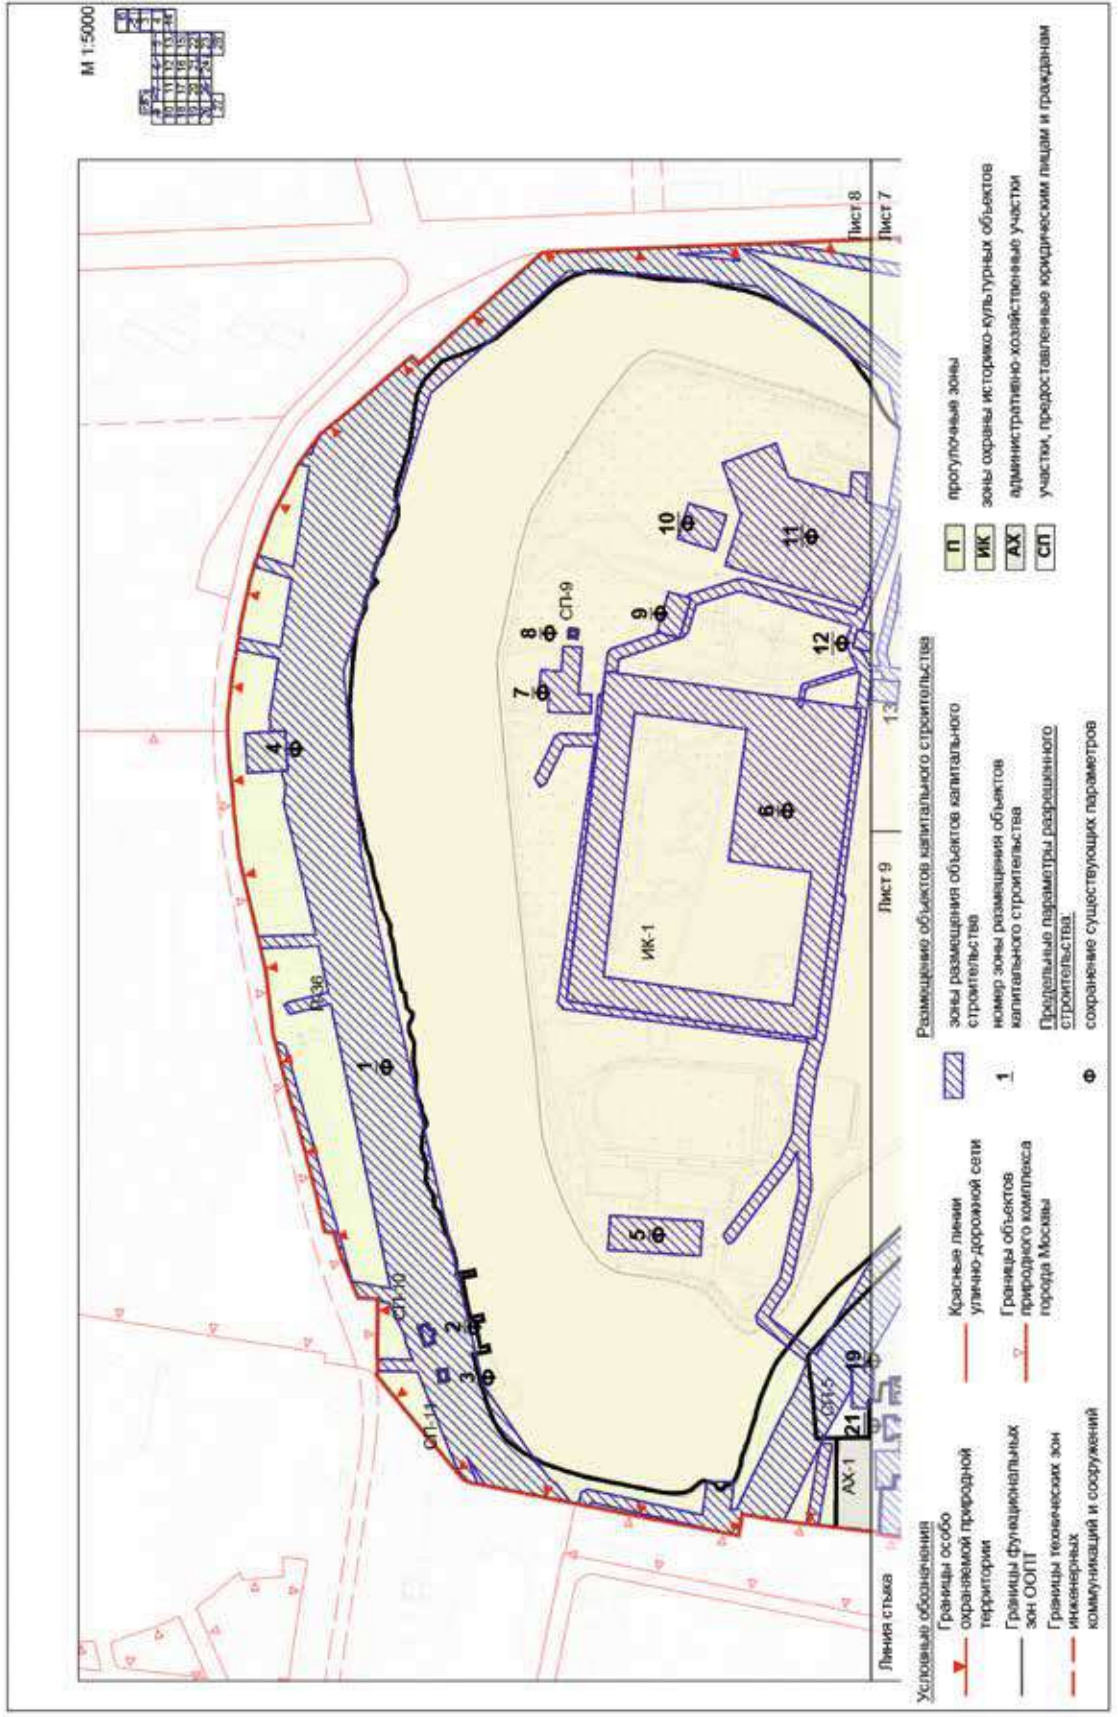 М 1:5000
Лист 8
Лист 7
Лист 9
Линия стыка
1
Ф
2
Ф
3
Ф
4
Ф
5
Ф
6
Ф
7
Ф
8
Ф
9
Ф
10
Ф
11
Ф
12
Ф
13
19
Ф
21
Ф
СП-9
СП-10
СП-11
СП-5
ИК-1
АХ-1
Условные обозначения
Границы особо
охраняемой природной
территории
Границы функциональных
зон ООПТ
Границы технических зон
инженерных
коммуникаций и сооружений
Красные линии
улично-дорожной сети
Границы объектов
природного комплекса
города Москвы
Размещение объектов капитального строительства
зоны размещения объектов капитального
строительства
1
номер зоны размещения объектов
капитального строительства
Предельные параметры разрешенного
строительства:
Ф
сохранение существующих параметров
П
прогулочные зоны
ИК
зоны охраны историко-культурных объектов
АХ
административно-хозяйственные участки
СП
участки, предоставленные юридическим лицам и гражданам